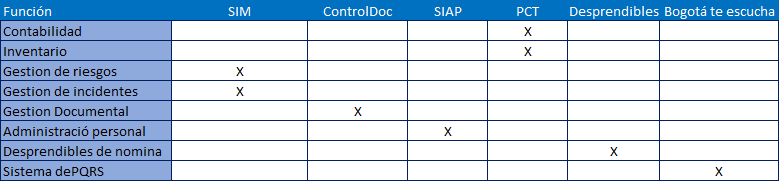 Función SIM ControlDoc SIAP PCT Desprendibles Bogotá te escucha
Contabilidad X
Inventario X
Gestion de riesgos X
Gestion de incidentes X
Gestion Documental X
Administració personal X
Desprendibles de nomina X
Sistema dePQRS X